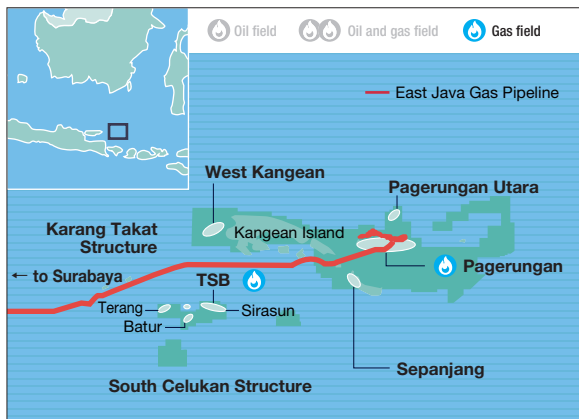 Oil field
Oil and gas field
Gas field
East Java Gas Pipeline
West Kangean
Pagerungan Utara
Karang Takat
Structure
Kangean Island
← to Surabaya
TSB
Pagerungan
Terang
Sirasun
Batur
Sepanjang
South Celukan Structure